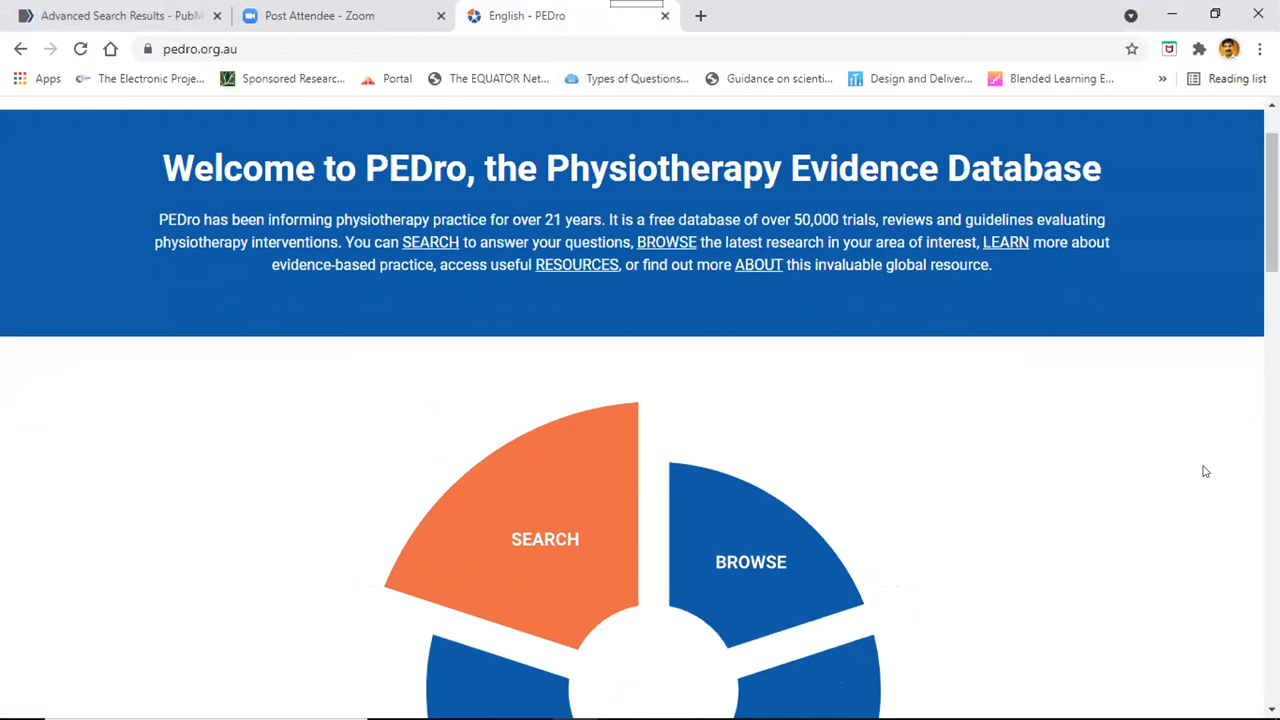 Advanced Search Results - PubM
Post Attendee - Zoom
English - PEDro
pedro.org.au
Apps
The Electronic Proje...
Sponsored Researc...
Portal
The EQUATOR Net...
Types of Questions...
Guidance on scienti...
Design and Deliver...
Blended Learning E...
»
Reading list
Welcome to PEDro, the Physiotherapy Evidence Database
PEDro has been informing physiotherapy practice for over 21 years. It is a free database of over 50,000 trials, reviews and guidelines evaluating
physiotherapy interventions. You can SEARCH to answer your questions, BROWSE the latest research in your area of interest, LEARN more about
evidence-based practice, access useful RESOURCES, or find out more ABOUT this invaluable global resource.
SEARCH
BROWSE